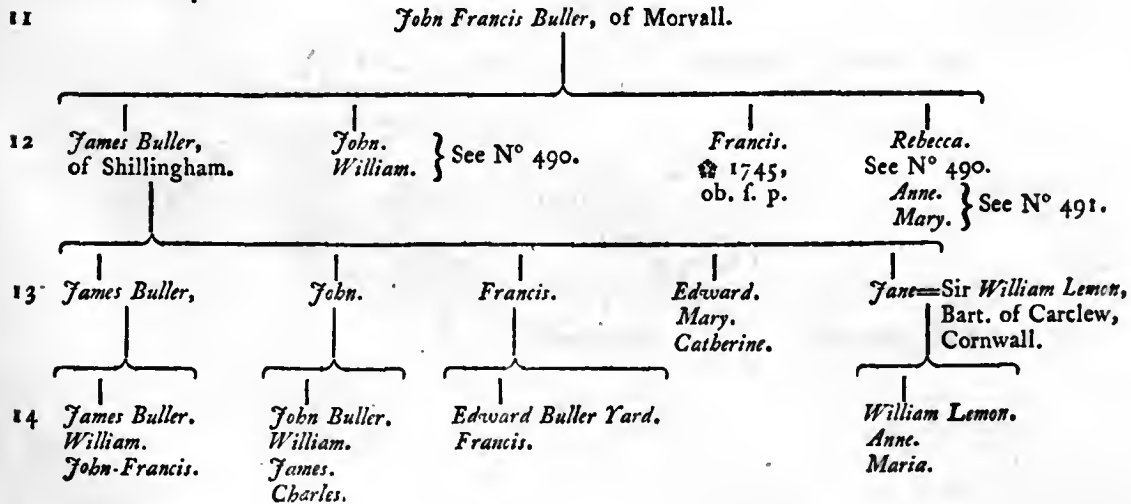 11 John Francis Buller, of Morvall.
12 James Buller, John. Francis. Rebecca.
of Shillingham. William. } See Nº 490. ✿ 1745, See Nº 490.
ob. ſ. p. Anne.
Mary. } See Nº 491.
13 James Buller, John. Francis. Edward. Jane=Sir William Lemon,
Mary. Bart. of Carclew,
Catherine. Cornwall.
14 James Buller. John Buller. Edward Buller Yard. William Lemon.
William. William. Francis. Anne.
John-Francis. James. Maria.
Charles.